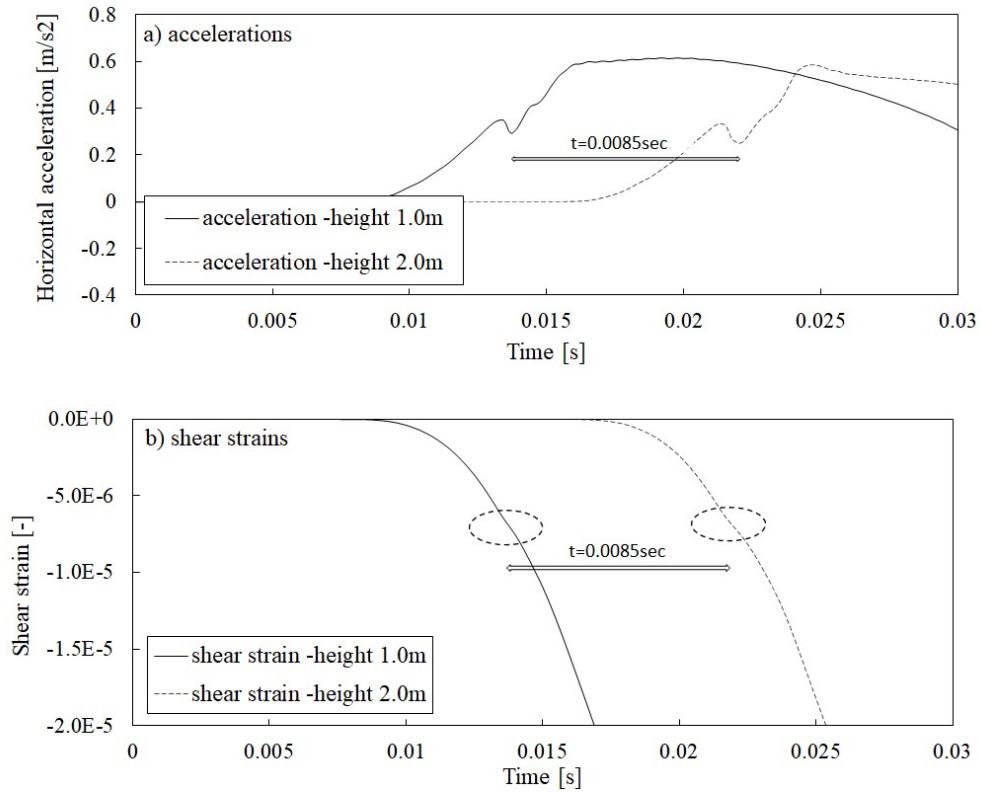 a) accelerations
Horizontal acceleration [m/s2]
0.8
0.6
0.4
0.2
0
-0.2
-0.4
t=0.0085sec
acceleration -height 1.0m
acceleration -height 2.0m
0 0.005 0.01 0.015 0.02 0.025 0.03
Time [s]
b) shear strains
Shear strain [-]
0.0E+0
-5.0E-6
-1.0E-5
-1.5E-5
-2.0E-5
t=0.0085sec
shear strain -height 1.0m
shear strain -height 2.0m
0 0.005 0.01 0.015 0.02 0.025 0.03
Time [s]